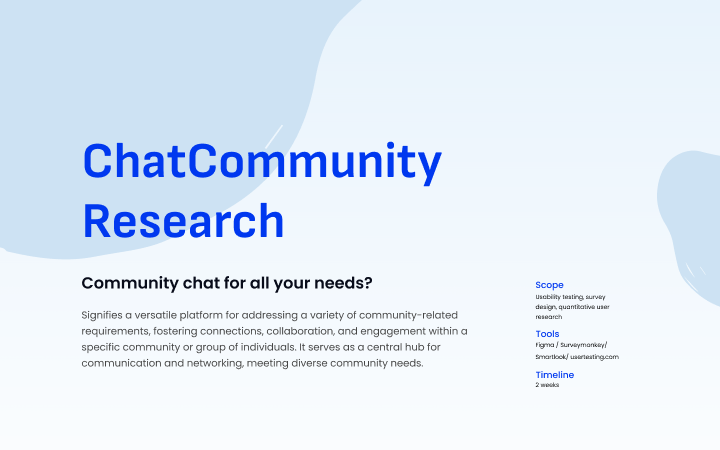 ChatCommunity
Research
Community chat for all your needs?
Signifies a versatile platform for addressing a variety of community-related
requirements, fostering connections, collaboration, and engagement within a
specific community or group of individuals. It serves as a central hub for
communication and networking, meeting diverse community needs.
Scope
Usability testing, survey
design, quantitative user
research
Tools
Figma / Surveymonkey/
Smartlook/ usertesting.com
Timeline
2 weeks